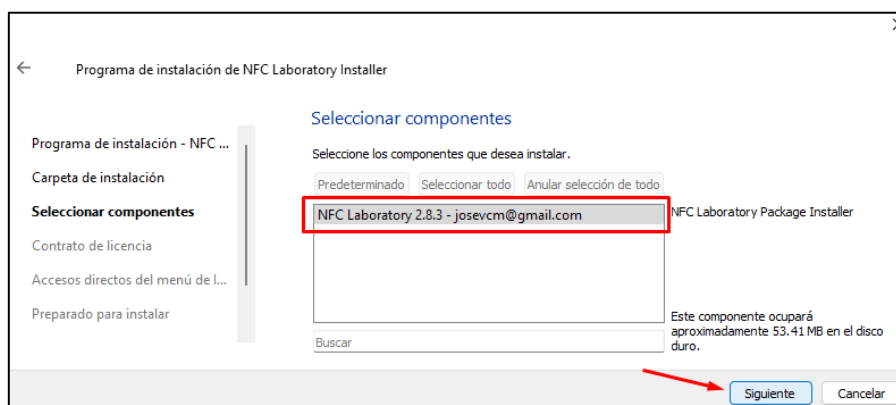 Programa de instalación de NFC Laboratory Installer
Programa de instalación - NFC ...
Carpeta de instalación
Seleccionar componentes
Contrato de licencia
Accesos directos del menú de l...
Preparado para instalar
Seleccionar componentes
Seleccione los componentes que desea instalar.
Predeterminado Seleccionar todo Anular selección de todo
NFC Laboratory 2.8.3 - josevcm@gmail.com
NFC Laboratory Package Installer
Este componente ocupará
aproximadamente 53.41 MB en el disco
duro.
Buscar
Siguiente Cancelar